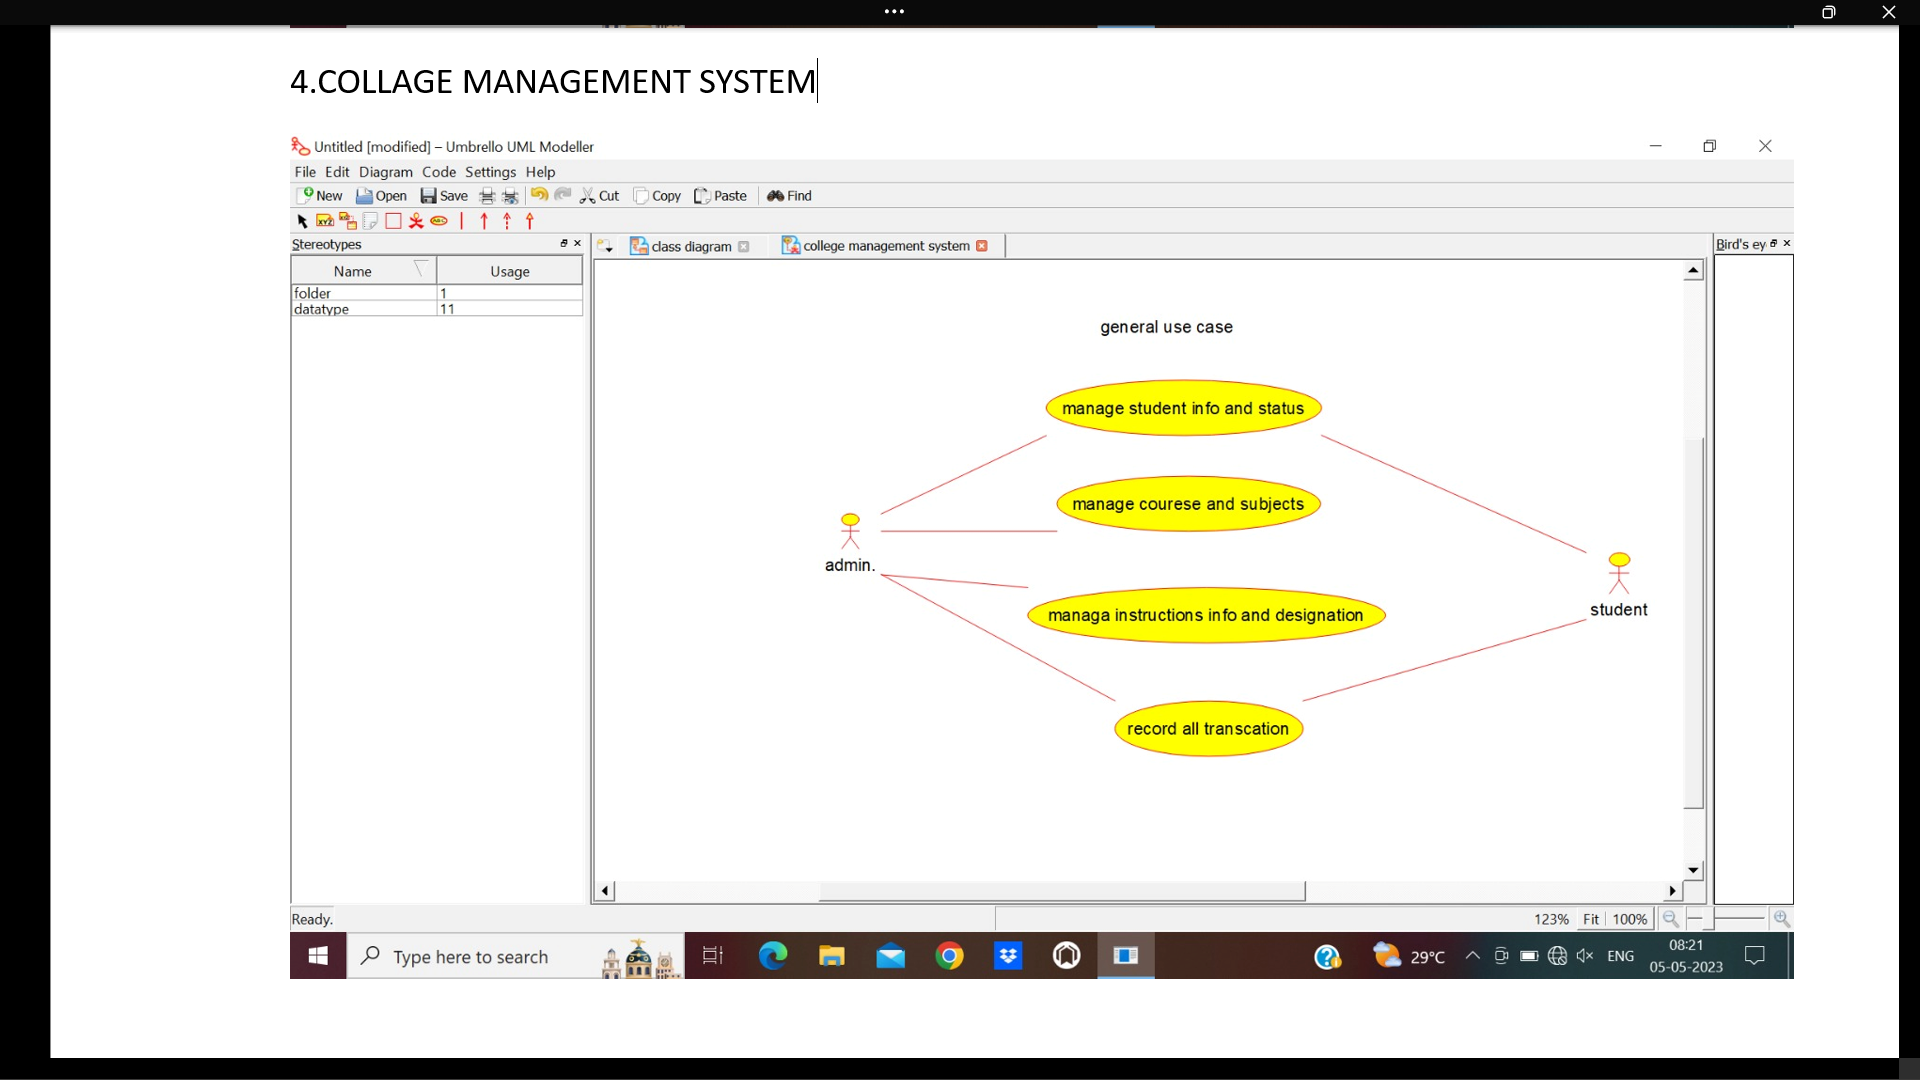 4.COLLAGE MANAGEMENT SYSTEM
Untitled [modified] – Umbrello UML Modeller
File Edit Diagram Code Settings Help
New Open Save Cut Copy Paste Find
XYZ ABC
Stereotypes
class diagram college management system
Bird's ey
Name Usage
folder 1
datatype 11
general use case
manage student info and status
manage courese and subjects
admin.
managa instructions info and designation
student
record all transcation
Ready.
123% Fit 100%
Type here to search
29°C ENG
08:21
05-05-2023